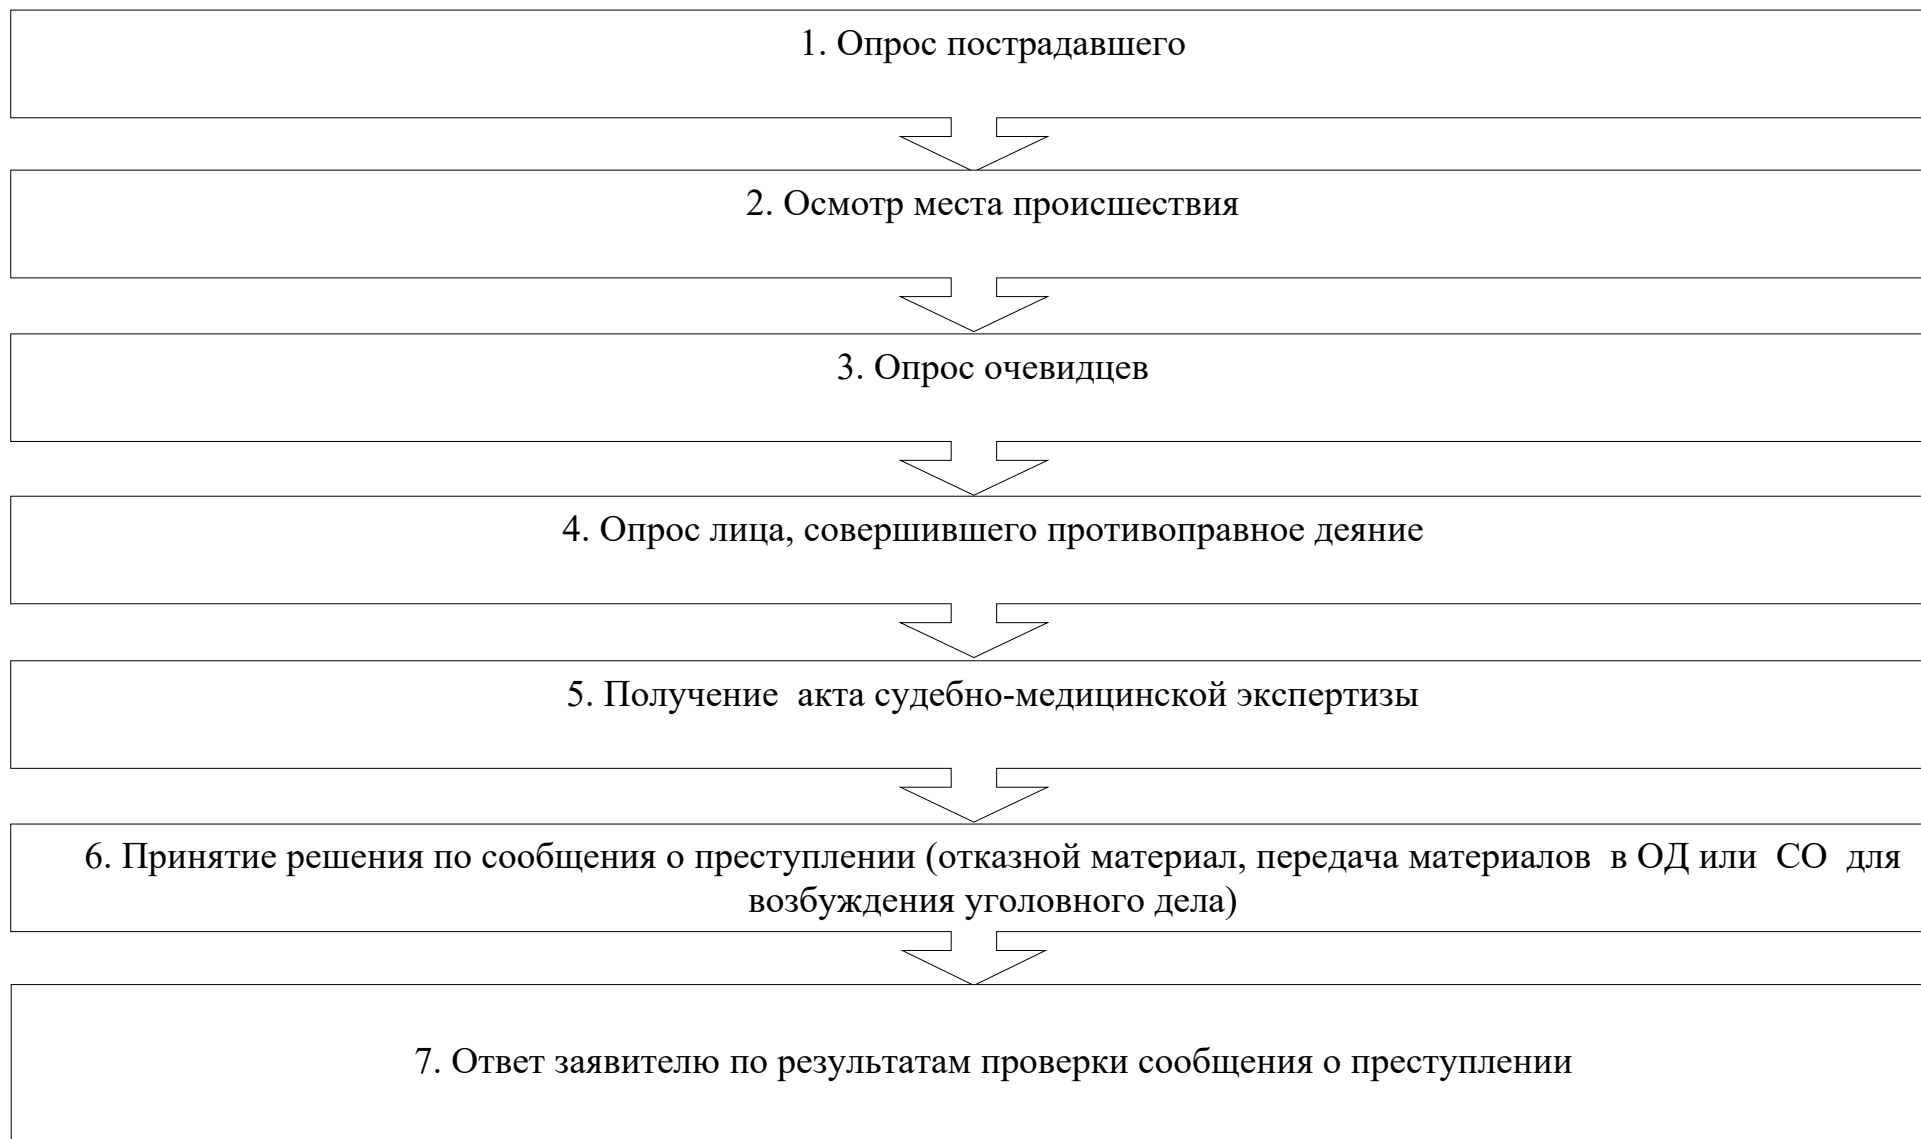 1. Опрос пострадавшего
2. Осмотр места происшествия
3. Опрос очевидцев
4. Опрос лица, совершившего противоправное деяние
5. Получение  акта судебно-медицинской экспертизы
6. Принятие решения по сообщения о преступлении (отказной материал, передача материалов  в ОД или  СО  для
возбуждения уголовного дела)
7. Ответ заявителю по результатам проверки сообщения о преступлении